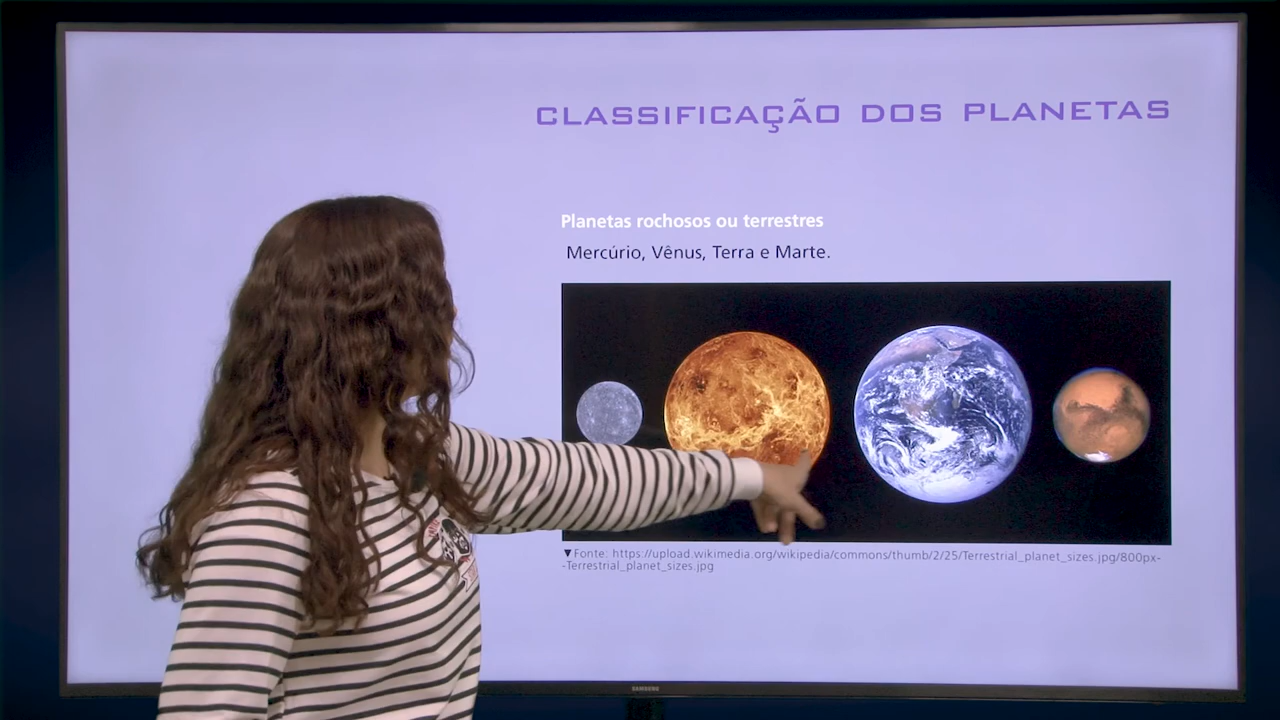 CLASSIFICAÇÃO DOS PLANETAS
Planetas rochosos ou terrestres
Mercúrio, Vênus, Terra e Marte.
▼Fonte: https://upload.wikimedia.org/wikipedia/commons/thumb/2/25/Terrestrial_planet_sizes.jpg/800px-
-Terrestrial_planet_sizes.jpg
SAMSUNG